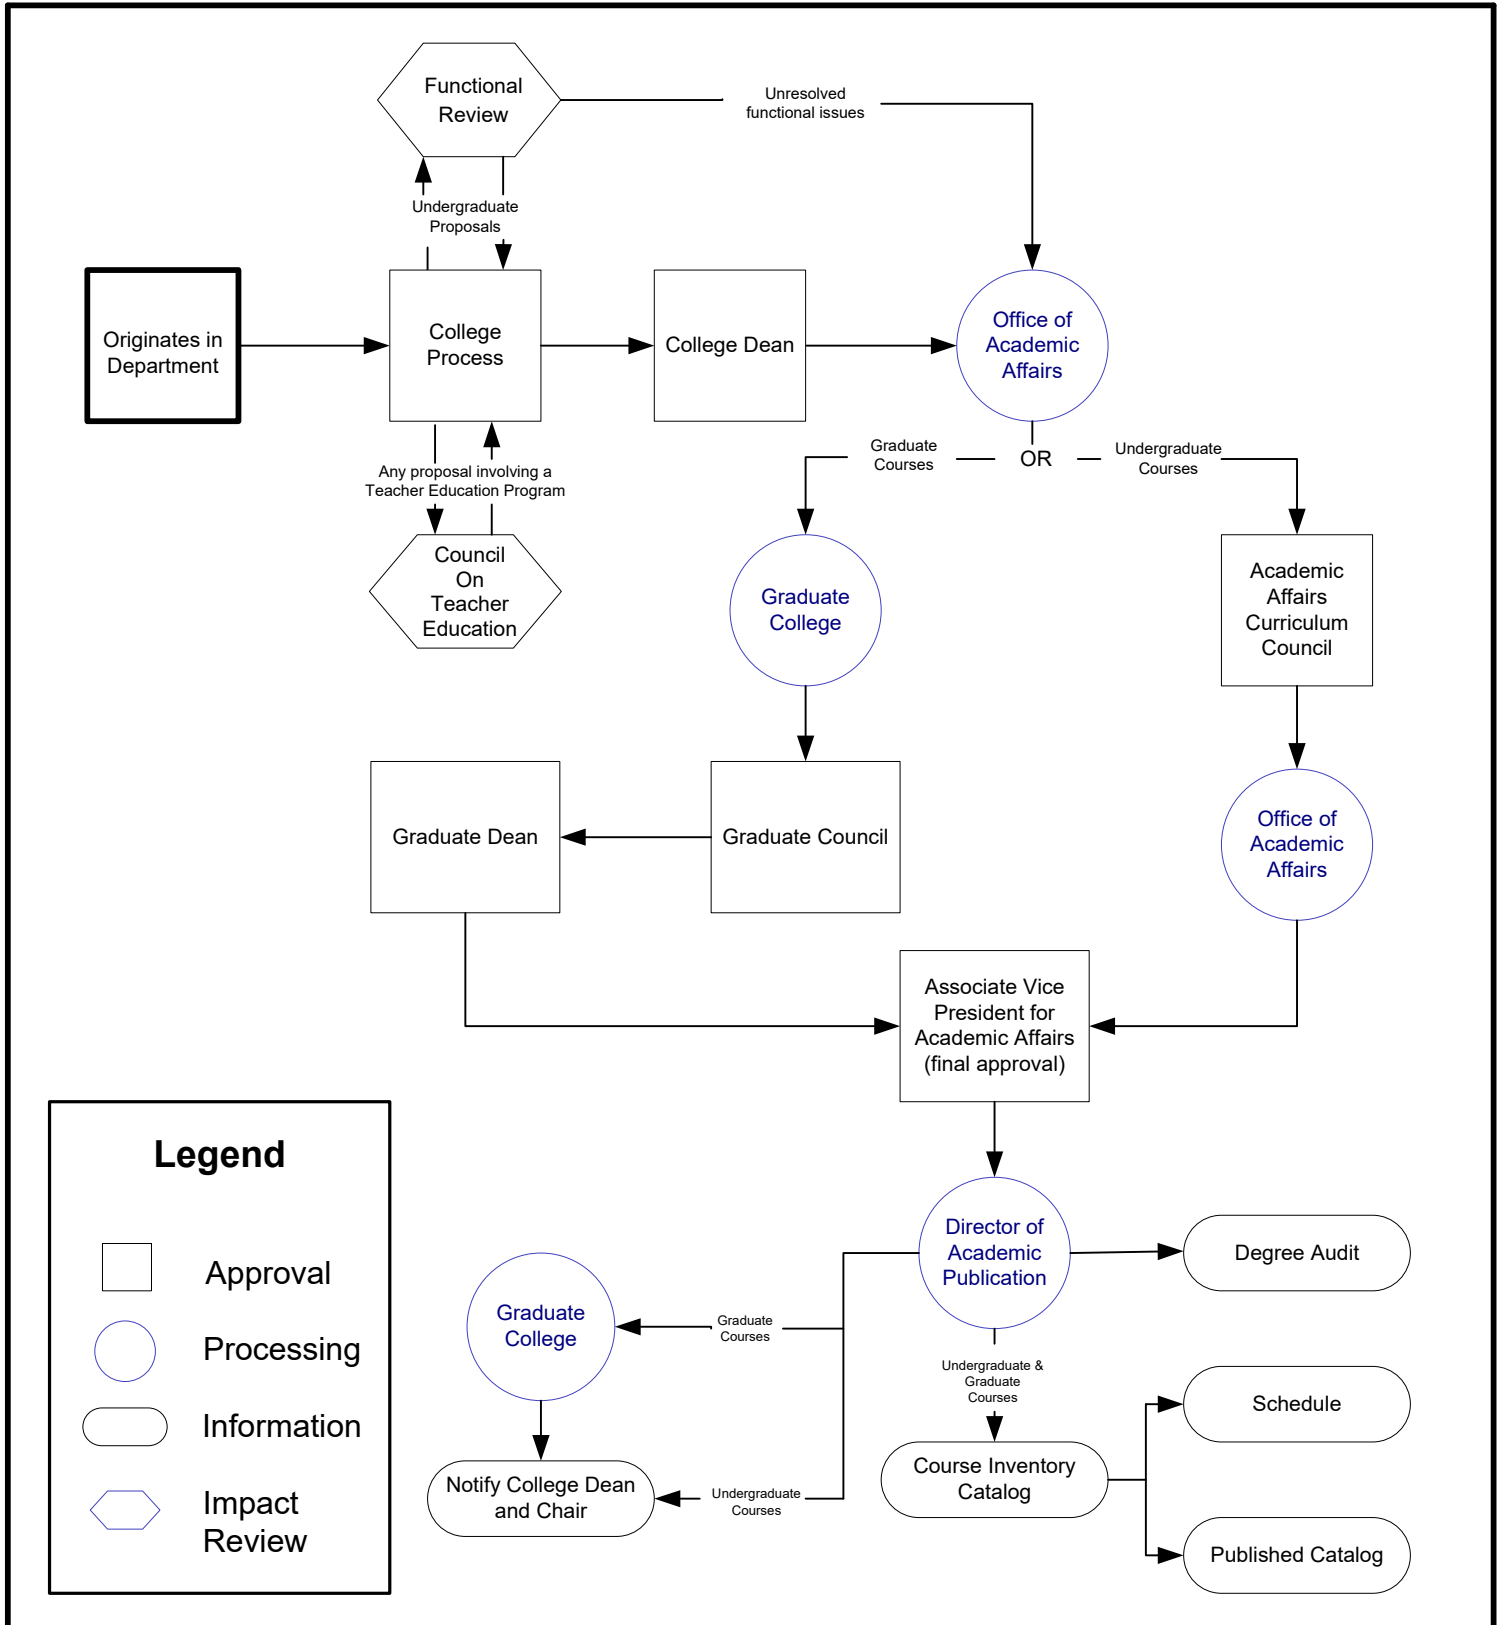 Functional
Review
Unresolved
functional issues
Undergraduate
Proposals
Originates in
Department
College
Process
College Dean
Office of
Academic
Affairs
Graduate
Courses
OR
Undergraduate
Courses
Any proposal involving a
Teacher Education Program
Council
On
Teacher
Education
Graduate
College
Academic
Affairs
Curriculum
Council
Graduate Dean
Graduate Council
Office of
Academic
Affairs
Associate Vice
President for
Academic Affairs
(final approval)
Legend
Approval
Processing
Information
Impact
Review
Director of
Academic
Publication
Degree Audit
Graduate
College
Graduate
Courses
Undergraduate &
Graduate
Courses
Schedule
Notify College Dean
and Chair
Undergraduate
Courses
Course Inventory
Catalog
Published Catalog